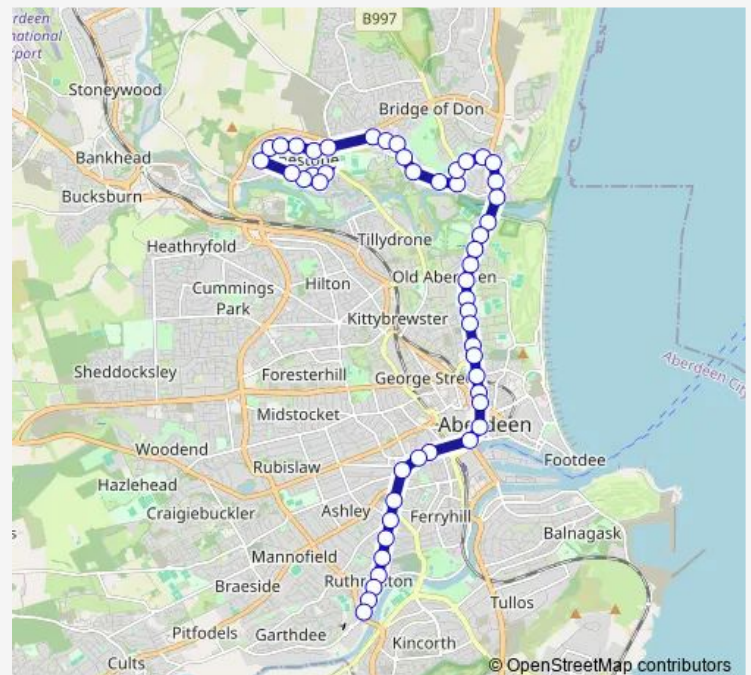 B997
rdeen
national
port
Stoneywood
Bridge of Don
Bankhead
Bucksburn
Heathryfold
Tillydrone
Cummings
Park
Hilton
Old Aberdeen
Kittybrewster
Sheddocksley
Foresterhill
George Stre
Aberdeen City
Midstocket
Aberdeen
Woodend
Rubislaw
Footdee
Hazlehead
Craigiebuckler
Ashley
Ferryhill
Balnagask
Mannofield
Braeside
Ruthrieston
Tullos
Pitfodels
Garthdee
Kincorth
Cults
© OpenStreetMap contributors